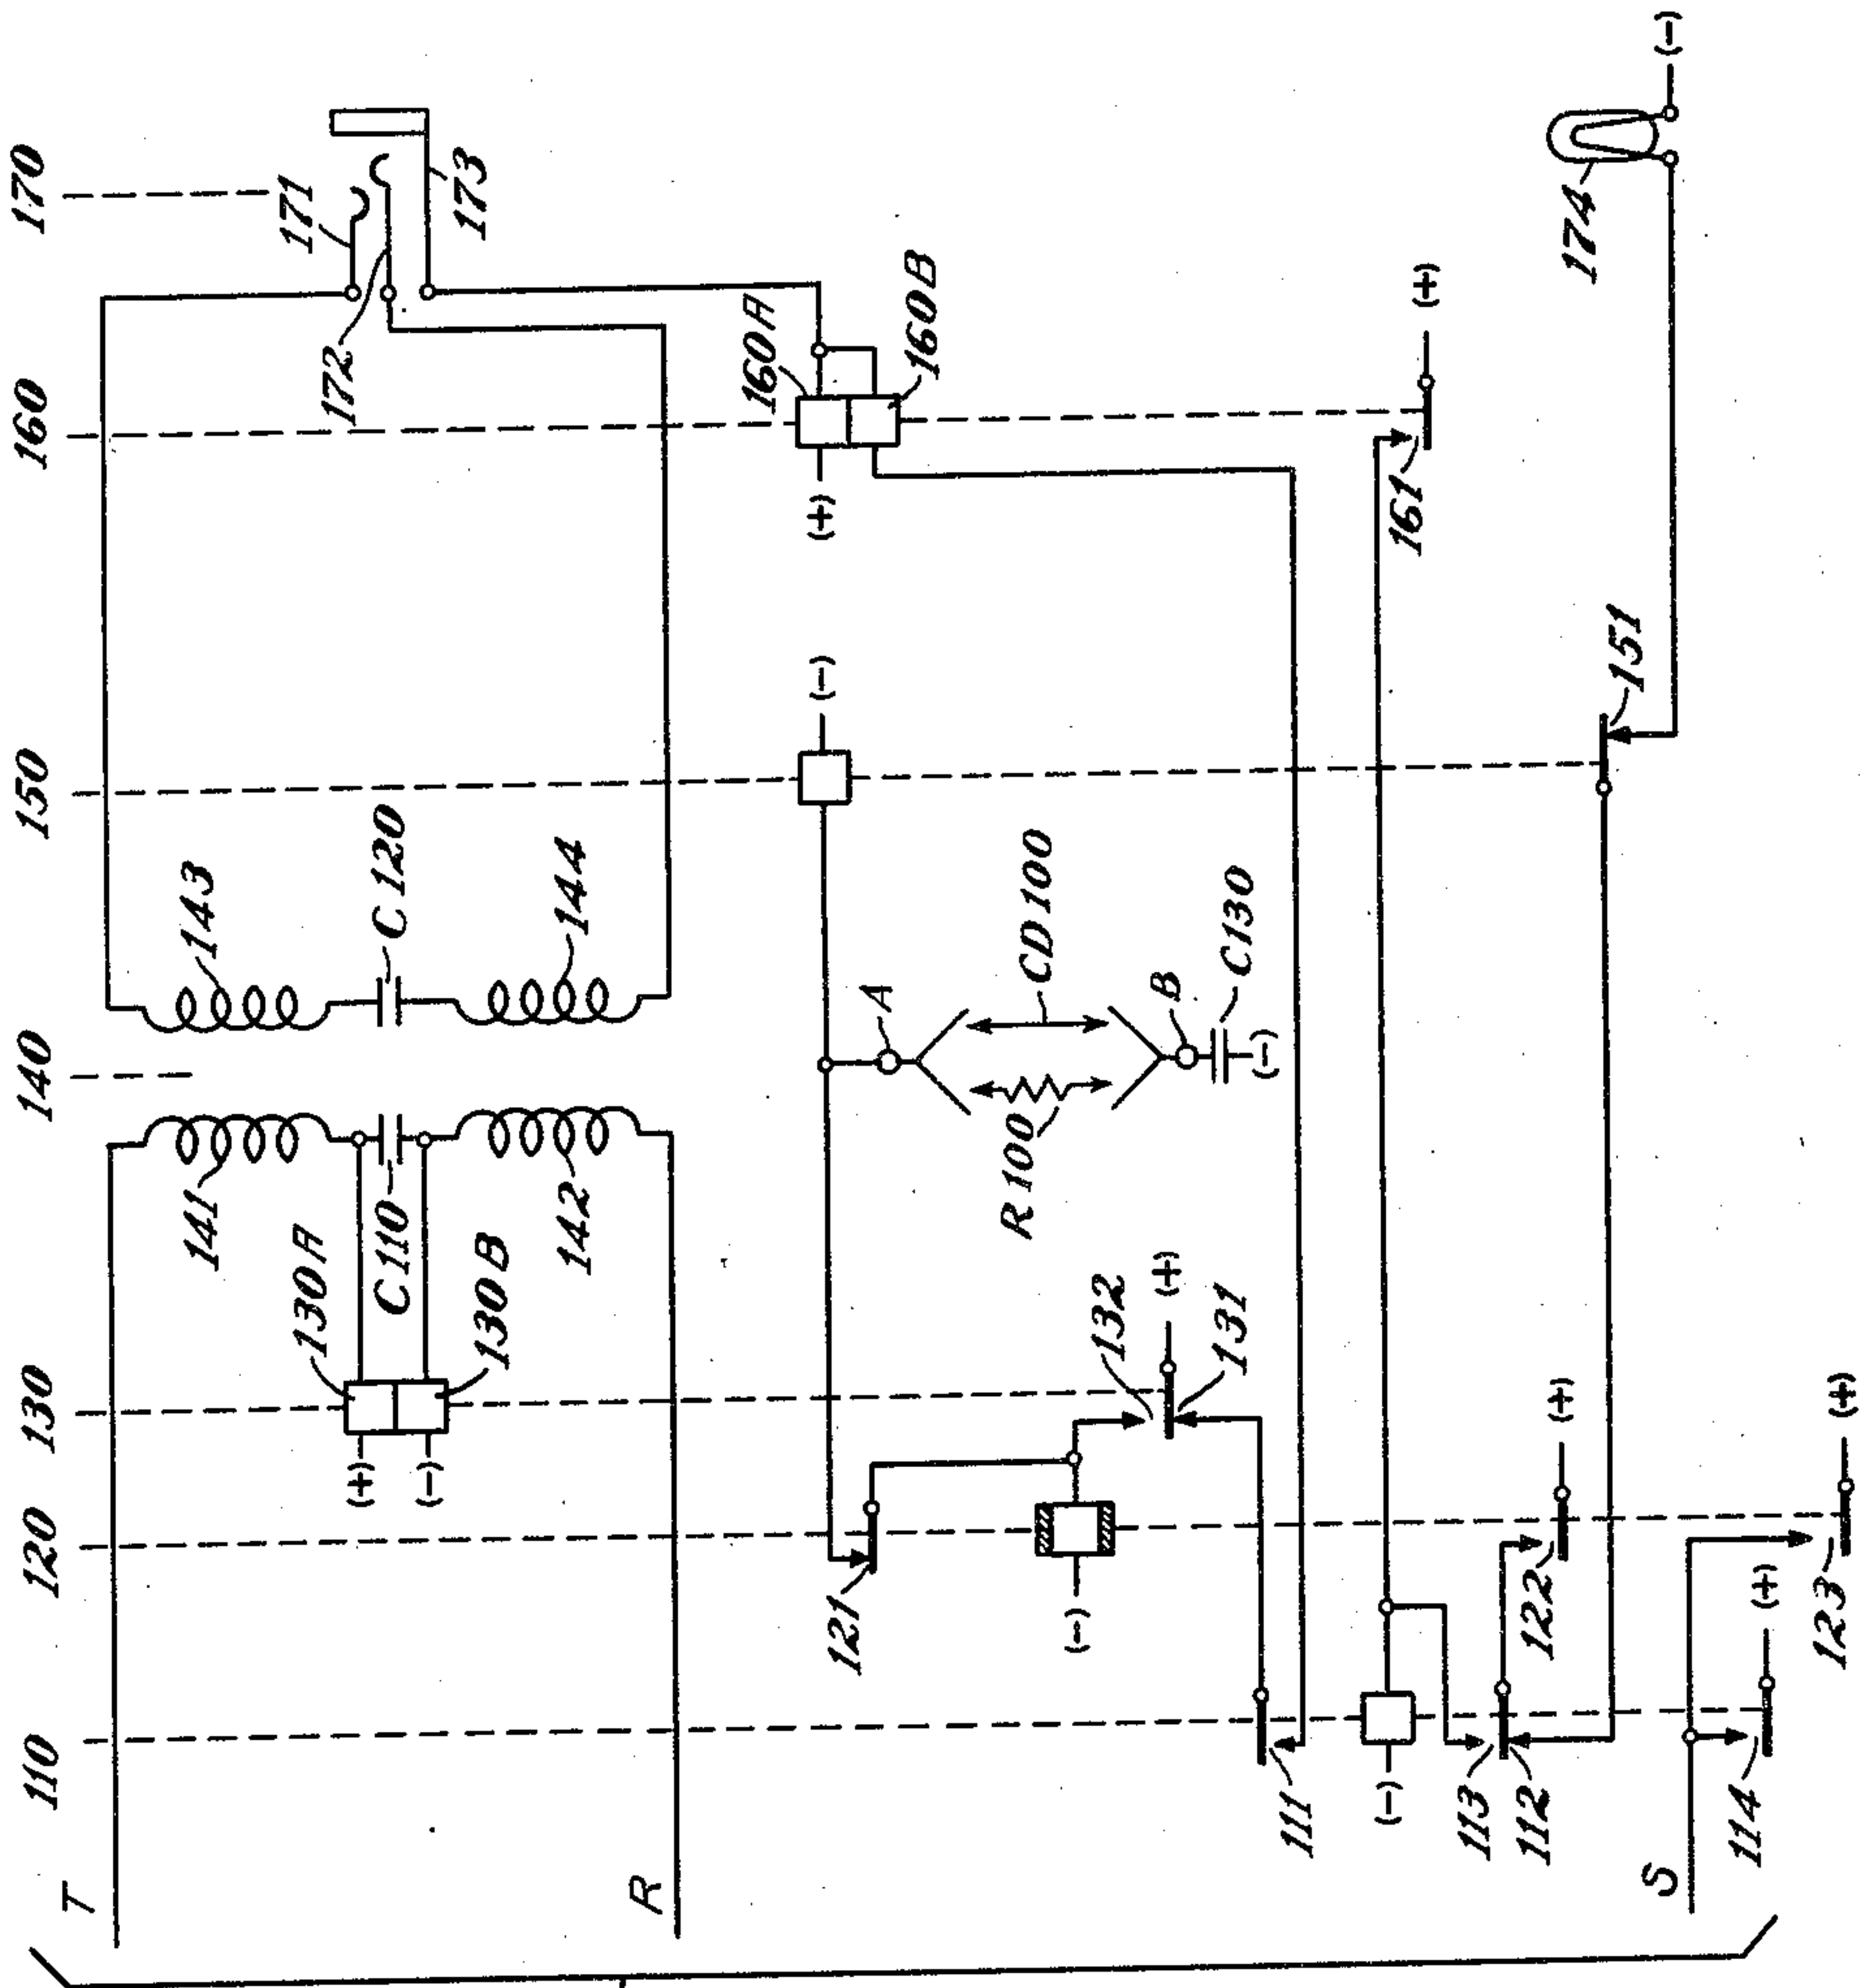 110
120
130
140
150
160
170
T
141
143
171
(+)
130A
C110
C120
172
(-)
130B
142
144
173
R
160A
(+)
(-)
121
A
160B
R100
CD100
(-)
132
(+)
131
B
C130
(-)
111
161
(+)
(-)
113
112
122
(+)
151
174
(-)
S
114
(+)
123
(+)